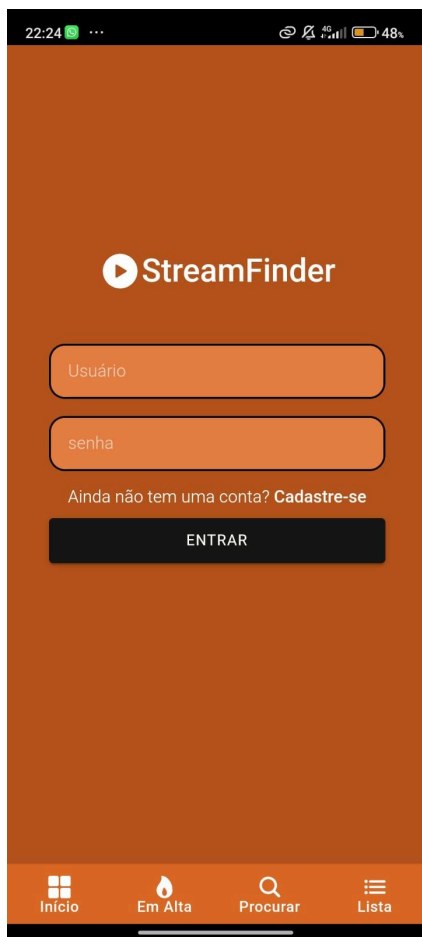 22:24 ... 4G 48%
StreamFinder
Usuário
senha
Ainda não tem uma conta? Cadastre-se
ENTRAR
Início Em Alta Procurar Lista